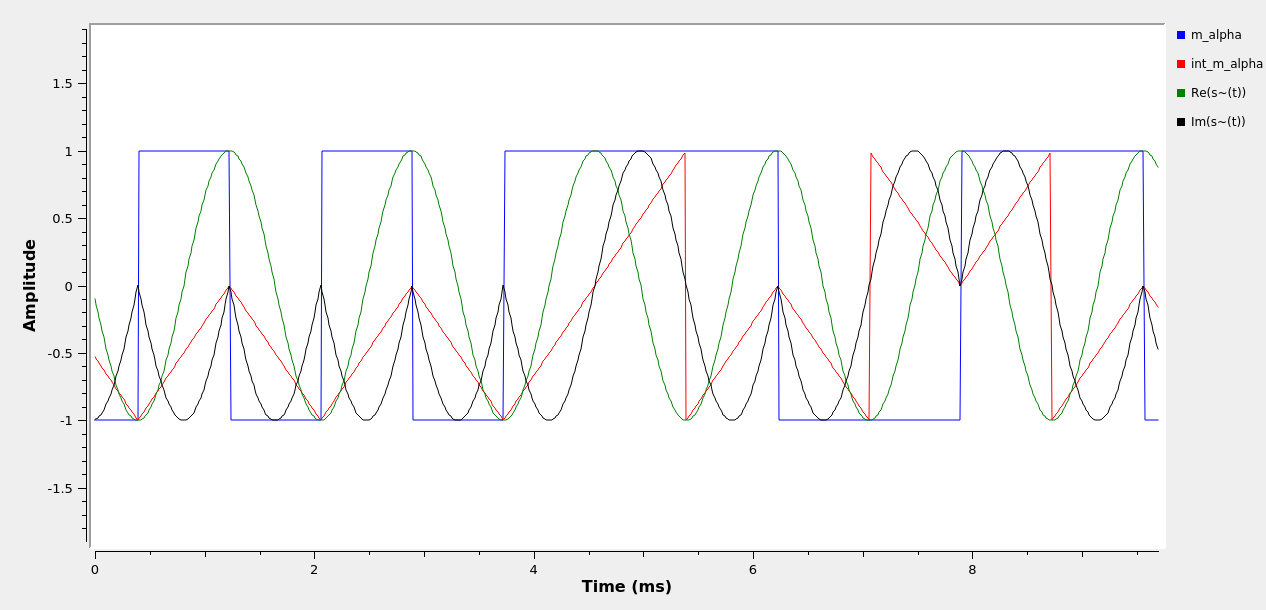 m_alpha
int_m_alpha
Re(s~(t))
Im(s~(t))
Amplitude
1.5
1
0.5
0
-0.5
-1
-1.5
0 2 4 6 8
Time (ms)